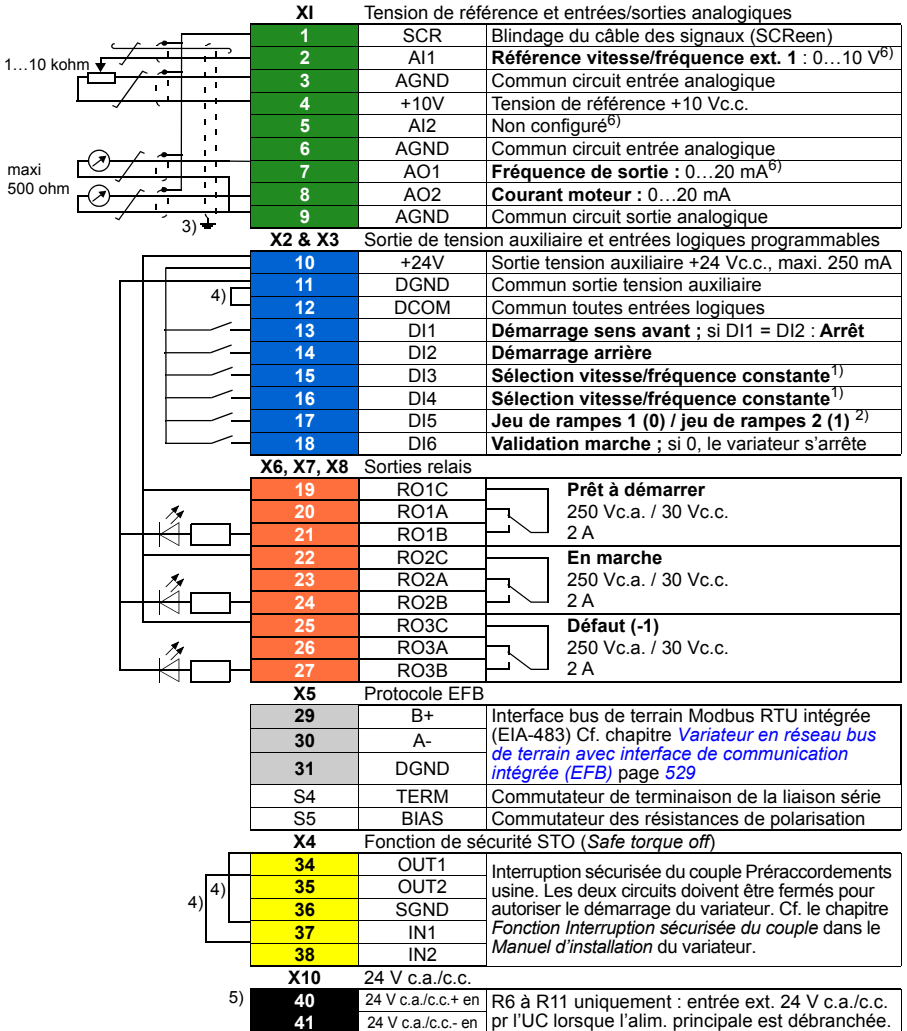 XI Tension de référence et entrées/sorties analogiques
1 SCR Blindage du câble des signaux (SCReen)
1…10 kohm 2 AI1 Référence vitesse/fréquence ext. 1 : 0…10 V6)
3 AGND Commun circuit entrée analogique
4 +10V Tension de référence +10 Vc.c.
5 AI2 Non configuré6)
6 AGND Commun circuit entrée analogique
maxi
500 ohm
7 AO1 Fréquence de sortie : 0…20 mA6)
8 AO2 Courant moteur : 0…20 mA
3) 9 AGND Commun circuit sortie analogique
X2 & X3 Sortie de tension auxiliaire et entrées logiques programmables
10 +24V Sortie tension auxiliaire +24 Vc.c., maxi. 250 mA
11 DGND Commun sortie tension auxiliaire
4) 12 DCOM Commun toutes entrées logiques
13 DI1 Démarrage sens avant ; si DI1 = DI2 : Arrêt
14 DI2 Démarrage arrière
15 DI3 Sélection vitesse/fréquence constante1)
16 DI4 Sélection vitesse/fréquence constante1)
17 DI5 Jeu de rampes 1 (0) / jeu de rampes 2 (1) 2)
18 DI6 Validation marche ; si 0, le variateur s’arrête
X6, X7, X8 Sorties relais
19 RO1C Prêt à démarrer
20 RO1A 250 Vc.a. / 30 Vc.c.
21 RO1B 2 A
22 RO2C En marche
23 RO2A 250 Vc.a. / 30 Vc.c.
24 RO2B 2 A
25 RO3C Défaut (-1)
26 RO3A 250 Vc.a. / 30 Vc.c.
27 RO3B 2 A
X5 Protocole EFB
29 B+ Interface bus de terrain Modbus RTU intégrée
30 A- (EIA-483) Cf. chapitre Variateur en réseau bus
de terrain avec interface de communication
31 DGND intégrée (EFB) page 529
S4 TERM Commutateur de terminaison de la liaison série
S5 BIAS Commutateur des résistances de polarisation
X4 Fonction de sécurité STO (Safe torque off)
34 OUT1 Interruption sécurisée du couple Préraccordements
4) 35 OUT2 usine. Les deux circuits doivent être fermés pour
4) 36 SGND autoriser le démarrage du variateur. Cf. le chapitre
37 IN1 Fonction Interruption sécurisée du couple dans le
38 IN2 Manuel d’installation du variateur.
X10 24 V c.a./c.c.
5) 40 24 V c.a./c.c.+ en R6 à R11 uniquement : entrée ext. 24 V c.a./c.c.
41 24 V c.a./c.c.- en pr l’UC lorsque l’alim. principale est débranchée.